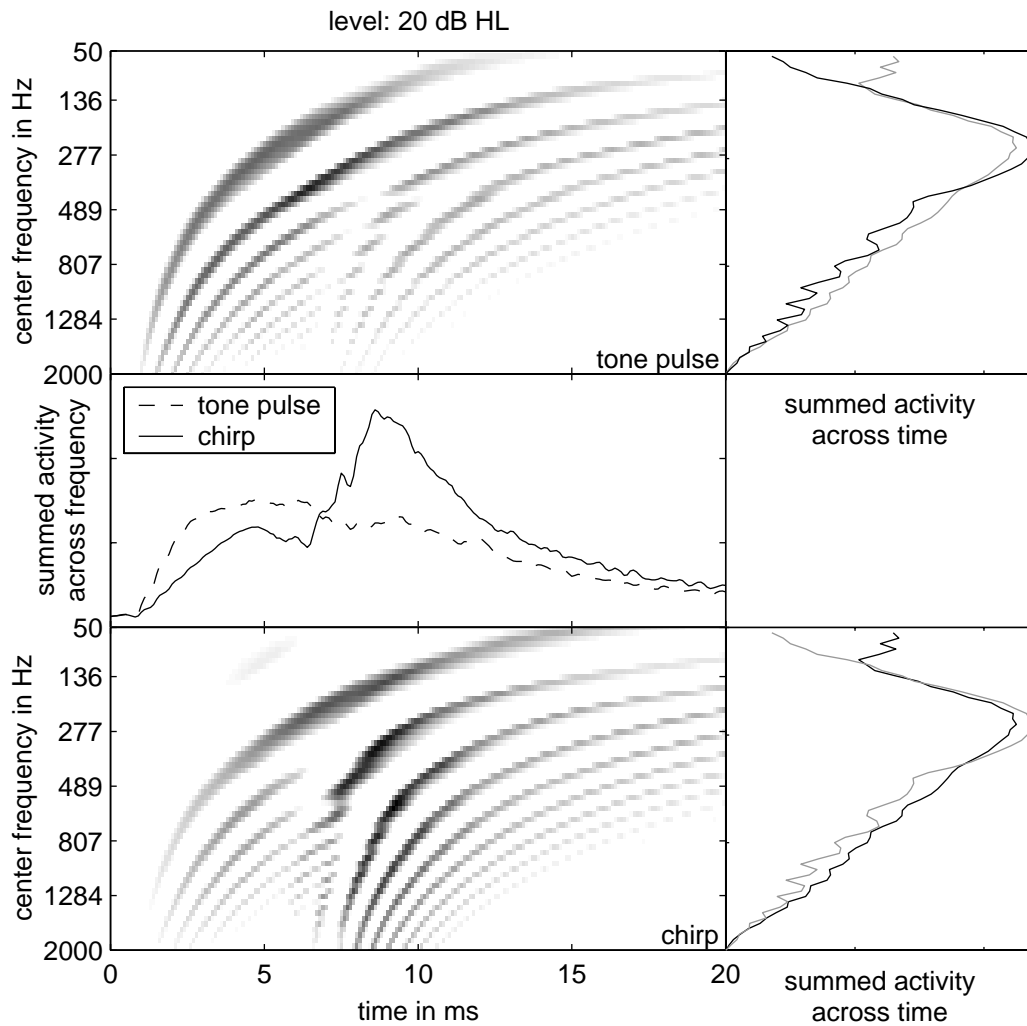 level: 20 dB HL
center frequency in Hz
50
136
277
489
807
1284
2000
tone pulse
summed activity
across frequency
tone pulse
chirp
summed activity
across time
center frequency in Hz
50
136
277
489
807
1284
2000
chirp
0
5
10
15
20
time in ms
summed activity
across time